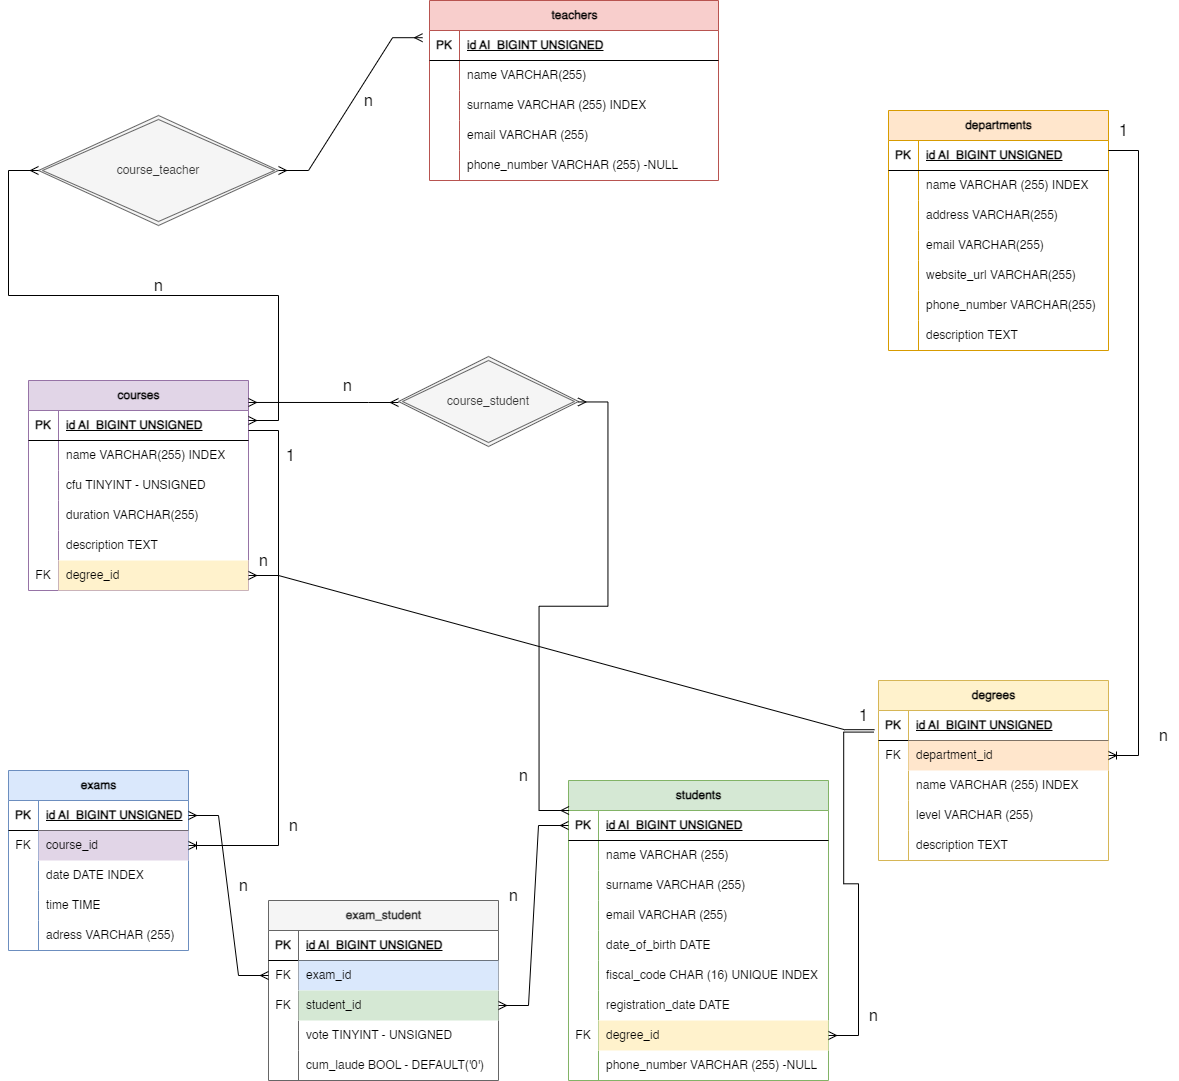 teachers
PK id AI BIGINT UNSIGNED
name VARCHAR(255)
surname VARCHAR (255) INDEX
email VARCHAR (255)
phone_number VARCHAR (255) -NULL
n
course_teacher
n
departments
1
PK id AI BIGINT UNSIGNED
name VARCHAR (255) INDEX
address VARCHAR(255)
email VARCHAR(255)
website_url VARCHAR(255)
phone_number VARCHAR(255)
description TEXT
courses
PK id AI BIGINT UNSIGNED
name VARCHAR(255) INDEX
cfu TINYINT - UNSIGNED
duration VARCHAR(255)
description TEXT
FK degree_id
n
course_student
1
n
degrees
1
PK id AI BIGINT UNSIGNED
FK department_id
name VARCHAR (255) INDEX
level VARCHAR (255)
description TEXT
n
exams
PK id AI BIGINT UNSIGNED
FK course_id
date DATE INDEX
time TIME
adress VARCHAR (255)
n
n
exam_student
PK id AI BIGINT UNSIGNED
FK exam_id
FK student_id
vote TINYINT - UNSIGNED
cum_laude BOOL - DEFAULT('0')
n
n
students
PK id AI BIGINT UNSIGNED
name VARCHAR (255)
surname VARCHAR (255)
email VARCHAR (255)
date_of_birth DATE
fiscal_code CHAR (16) UNIQUE INDEX
registration_date DATE
FK degree_id
phone_number VARCHAR (255) -NULL
n